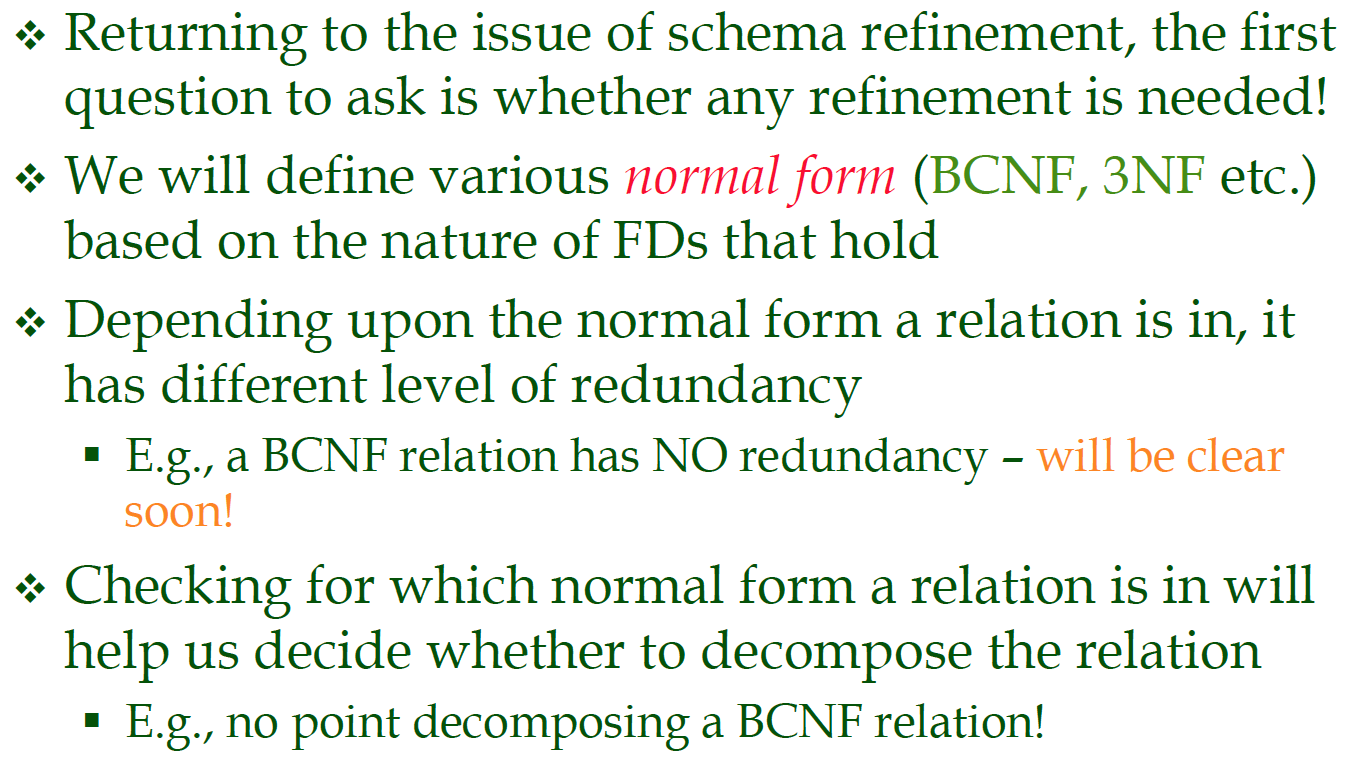 ❖ Returning to the issue of schema refinement, the first
question to ask is whether any refinement is needed!
❖ We will define various normal form (BCNF, 3NF etc.)
based on the nature of FDs that hold
❖ Depending upon the normal form a relation is in, it
has different level of redundancy
▪ E.g., a BCNF relation has NO redundancy – will be clear
soon!
❖ Checking for which normal form a relation is in will
help us decide whether to decompose the relation
▪ E.g., no point decomposing a BCNF relation!